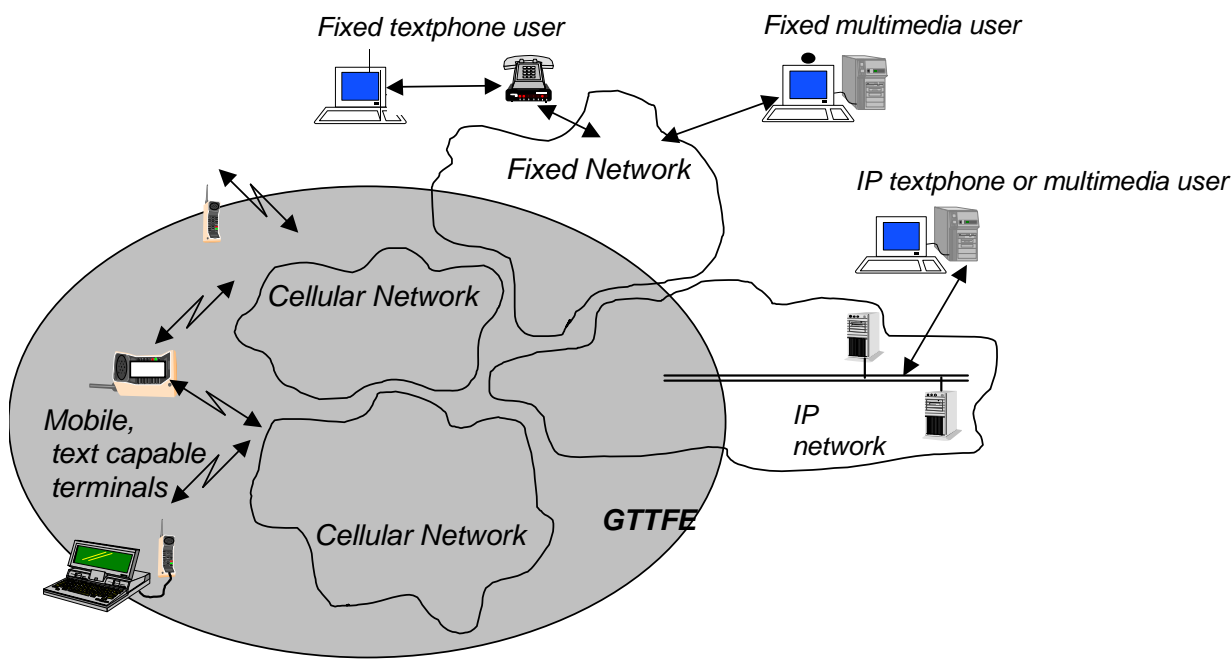 Fixed textphone user
Fixed multimedia user
Fixed Network
IP textphone or multimedia user
Cellular Network
Mobile,
text capable
terminals
IP
network
GTTFE
Cellular Network